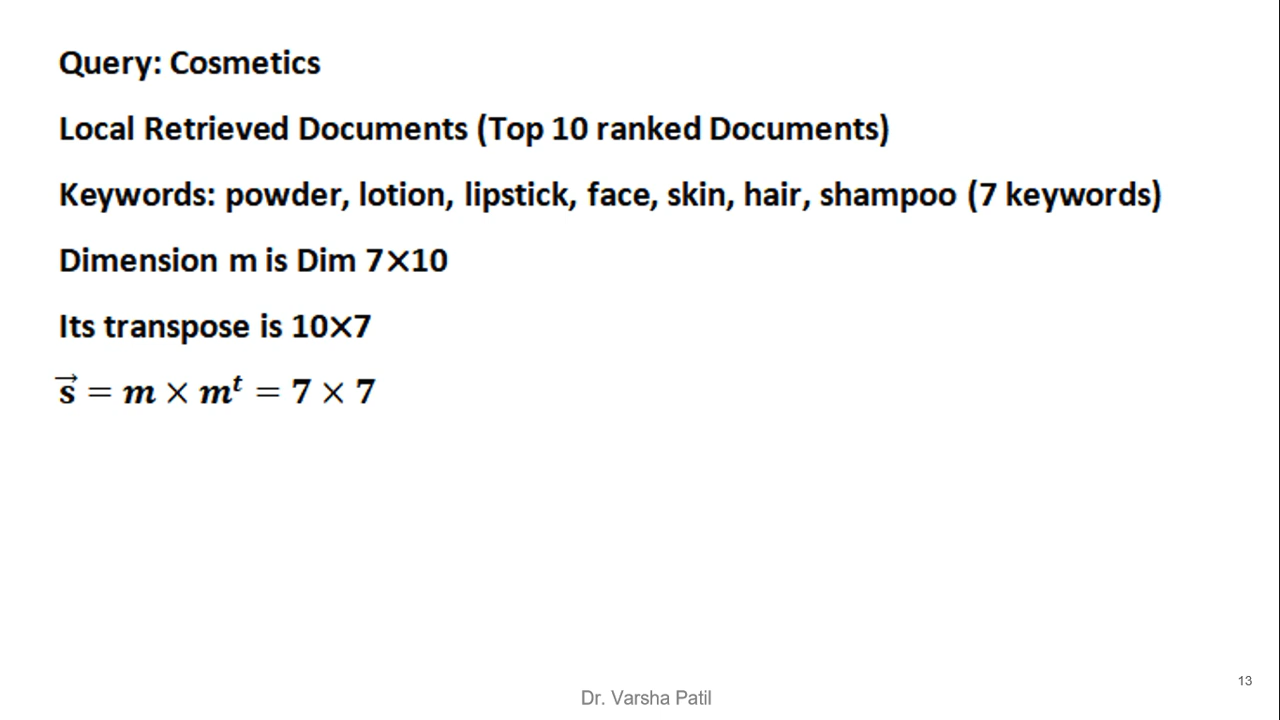 Query: Cosmetics
Local Retrieved Documents (Top 10 ranked Documents)
Keywords: powder, lotion, lipstick, face, skin, hair, shampoo (7 keywords)
Dimension m is Dim 7×10
Its transpose is 10×7
s⃗ = m × mᵗ = 7 × 7
13
Dr. Varsha Patil